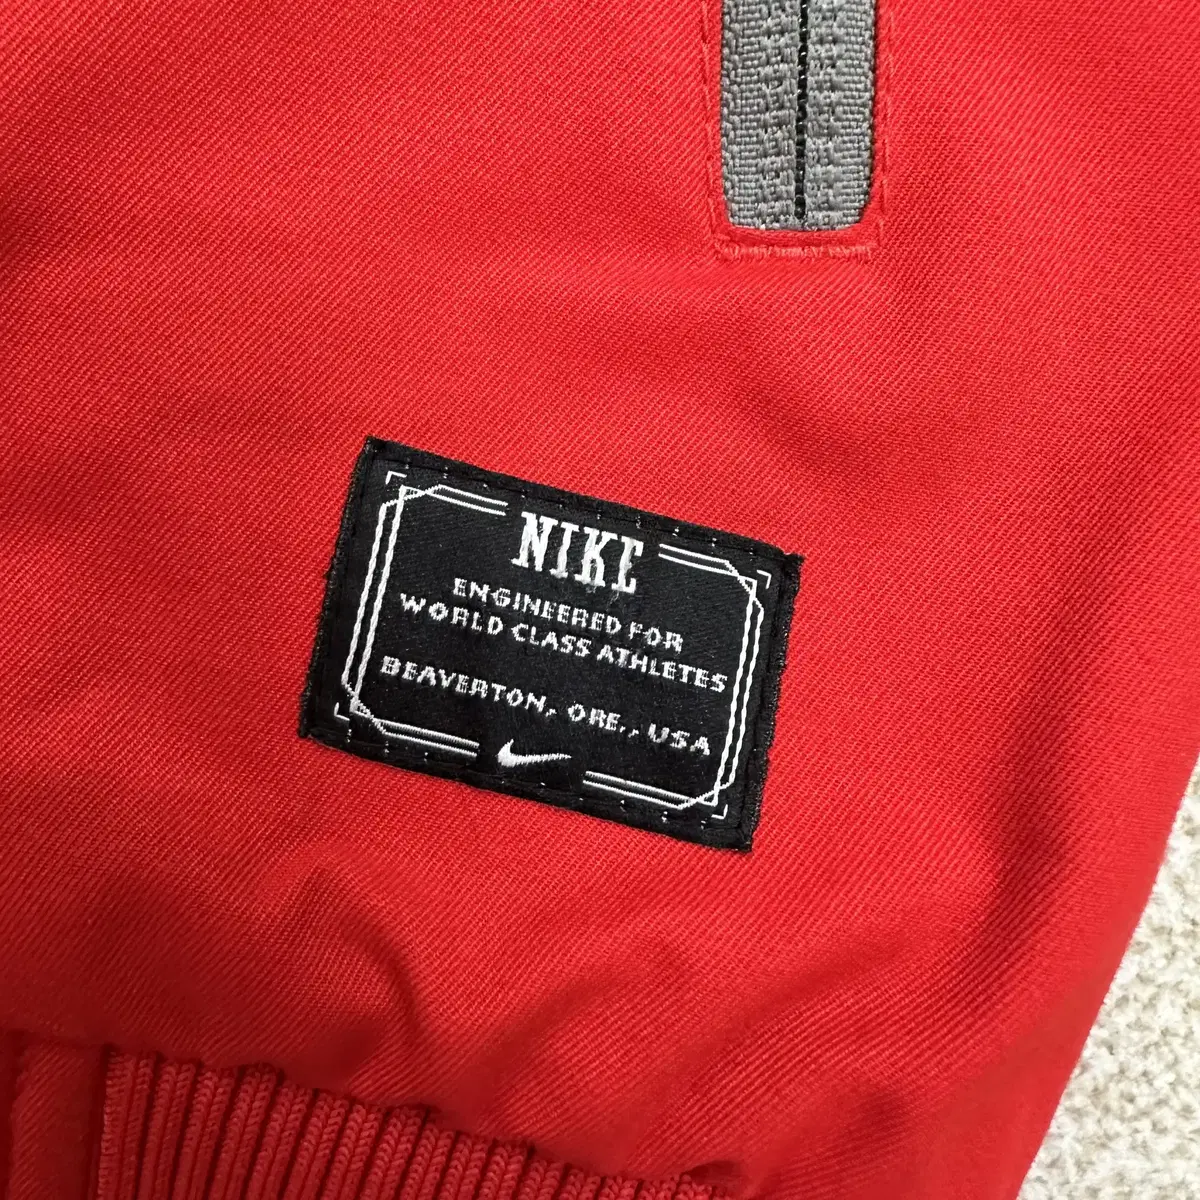 NIKE
ENGINEERED FOR
WORLD CLASS ATHLETES
BEAVERTON, ORE., USA